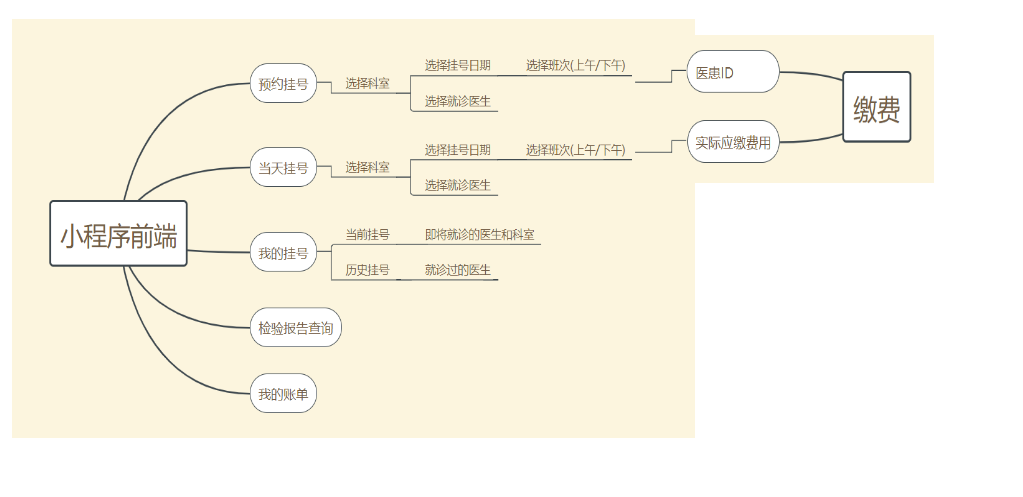 小程序前端
预约挂号
选择科室
选择挂号日期
选择班次(上午/下午)
选择就诊医生
当天挂号
选择科室
选择挂号日期
选择班次(上午/下午)
选择就诊医生
我的挂号
当前挂号
即将就诊的医生和科室
历史挂号
就诊过的医生
检验报告查询
我的账单
医患ID
实际应缴费用
缴费